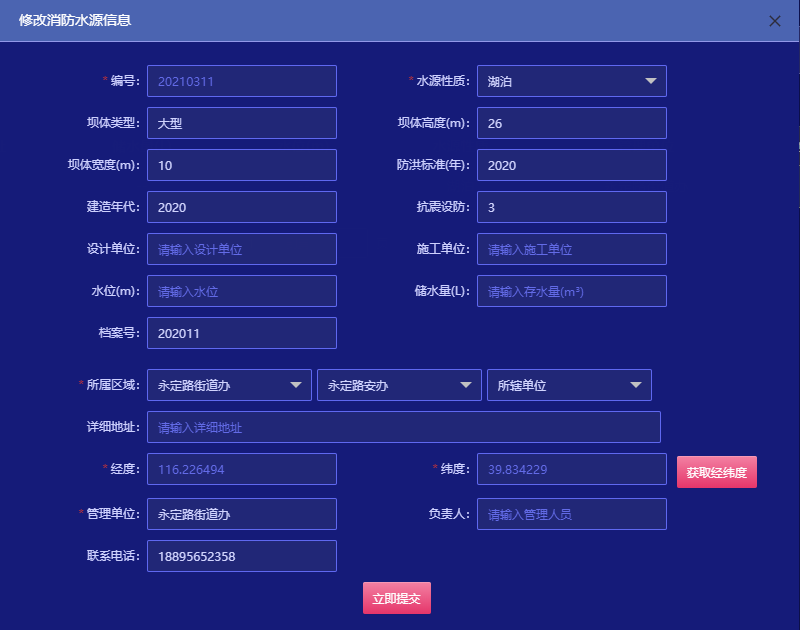 修改消防水源信息
* 编号: 20210311 * 水源性质: 湖泊
坝体类型: 大型 坝体高度(m): 26
坝体宽度(m): 10 防洪标准(年): 2020
建造年代: 2020 抗震设防: 3
设计单位: 请输入设计单位 施工单位: 请输入施工单位
水位(m): 请输入水位 储水量(L): 请输入存水量(m³)
档案号: 202011
* 所属区域: 永定路街道办 永定路安办 所辖单位
详细地址: 请输入详细地址
* 经度: 116.226494 * 纬度: 39.834229 获取经纬度
* 管理单位: 永定路街道办 负责人: 请输入管理人员
联系电话: 18895652358
立即提交